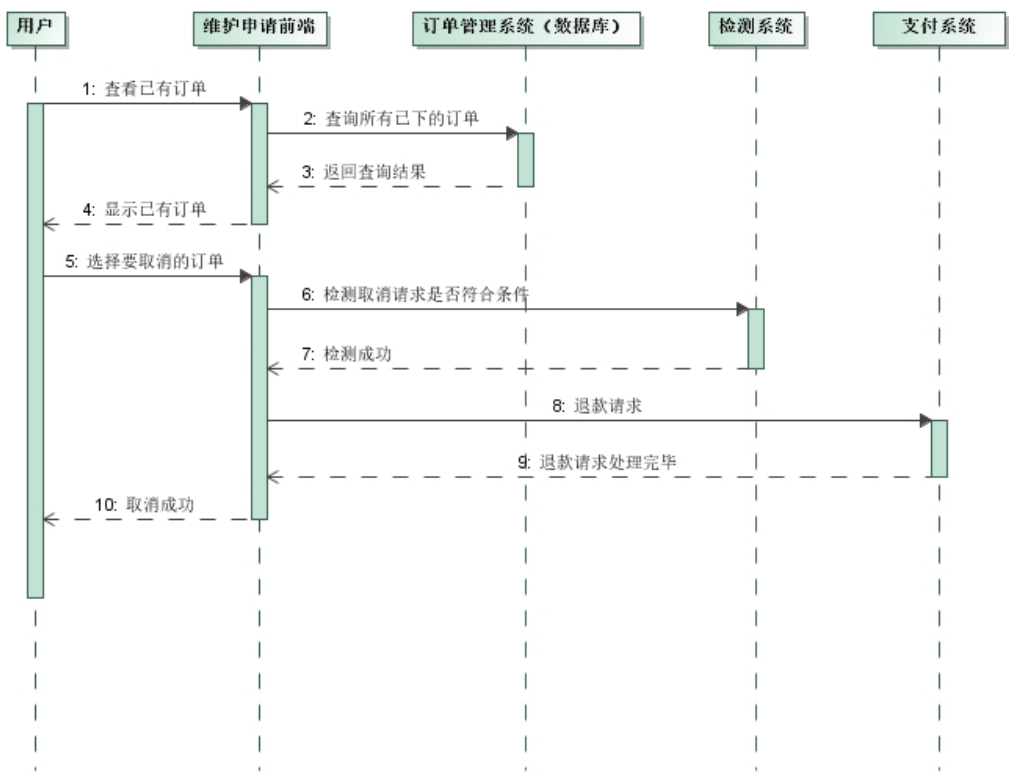 用户
维护申请前端
订单管理系统（数据库）
检测系统
支付系统
1: 查看已有订单
2: 查询所有已下的订单
3: 返回查询结果
4: 显示已有订单
5: 选择要取消的订单
6: 检测取消请求是否符合条件
7: 检测成功
8: 退款请求
9: 退款请求处理完毕
10: 取消成功